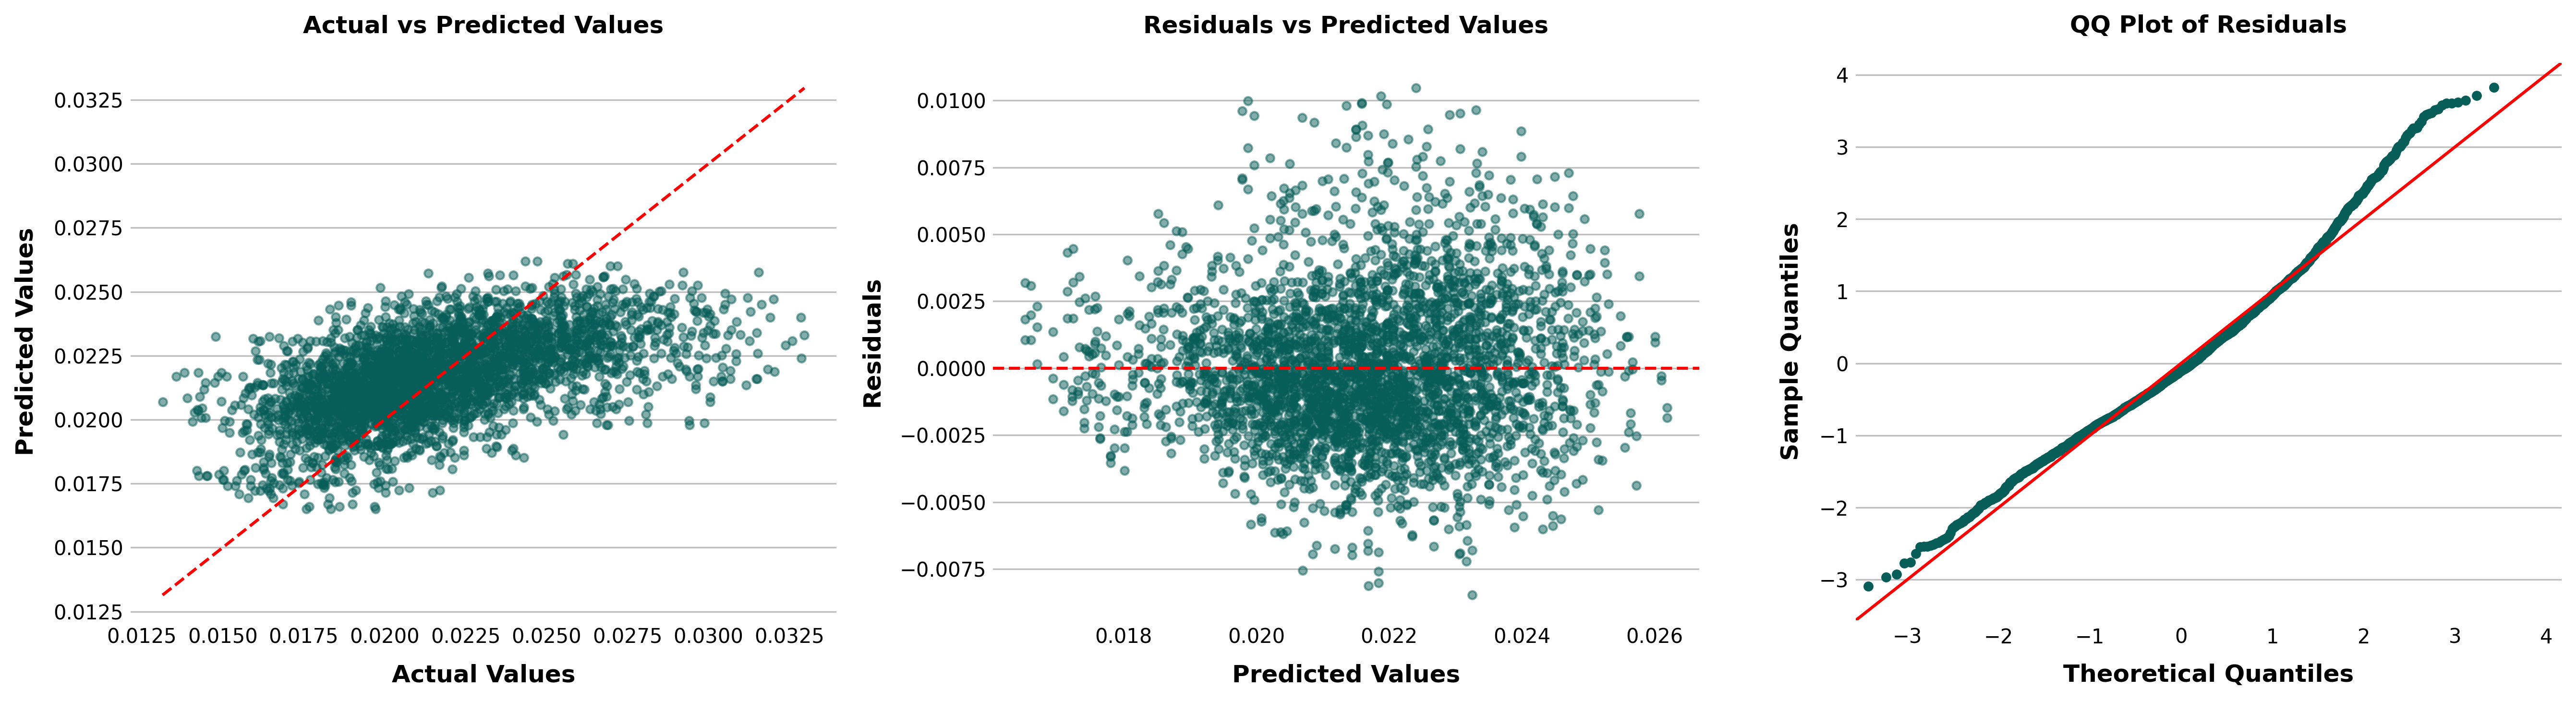 Actual vs Predicted Values
Predicted Values
0.0325
0.0300
0.0275
0.0250
0.0225
0.0200
0.0175
0.0150
0.0125
0.0125 0.0150 0.0175 0.0200 0.0225 0.0250 0.0275 0.0300 0.0325
Actual Values
Residuals vs Predicted Values
Residuals
0.0100
0.0075
0.0050
0.0025
0.0000
−0.0025
−0.0050
−0.0075
0.018 0.020 0.022 0.024 0.026
Predicted Values
QQ Plot of Residuals
Sample Quantiles
4
3
2
1
0
−1
−2
−3
−3 −2 −1 0 1 2 3 4
Theoretical Quantiles